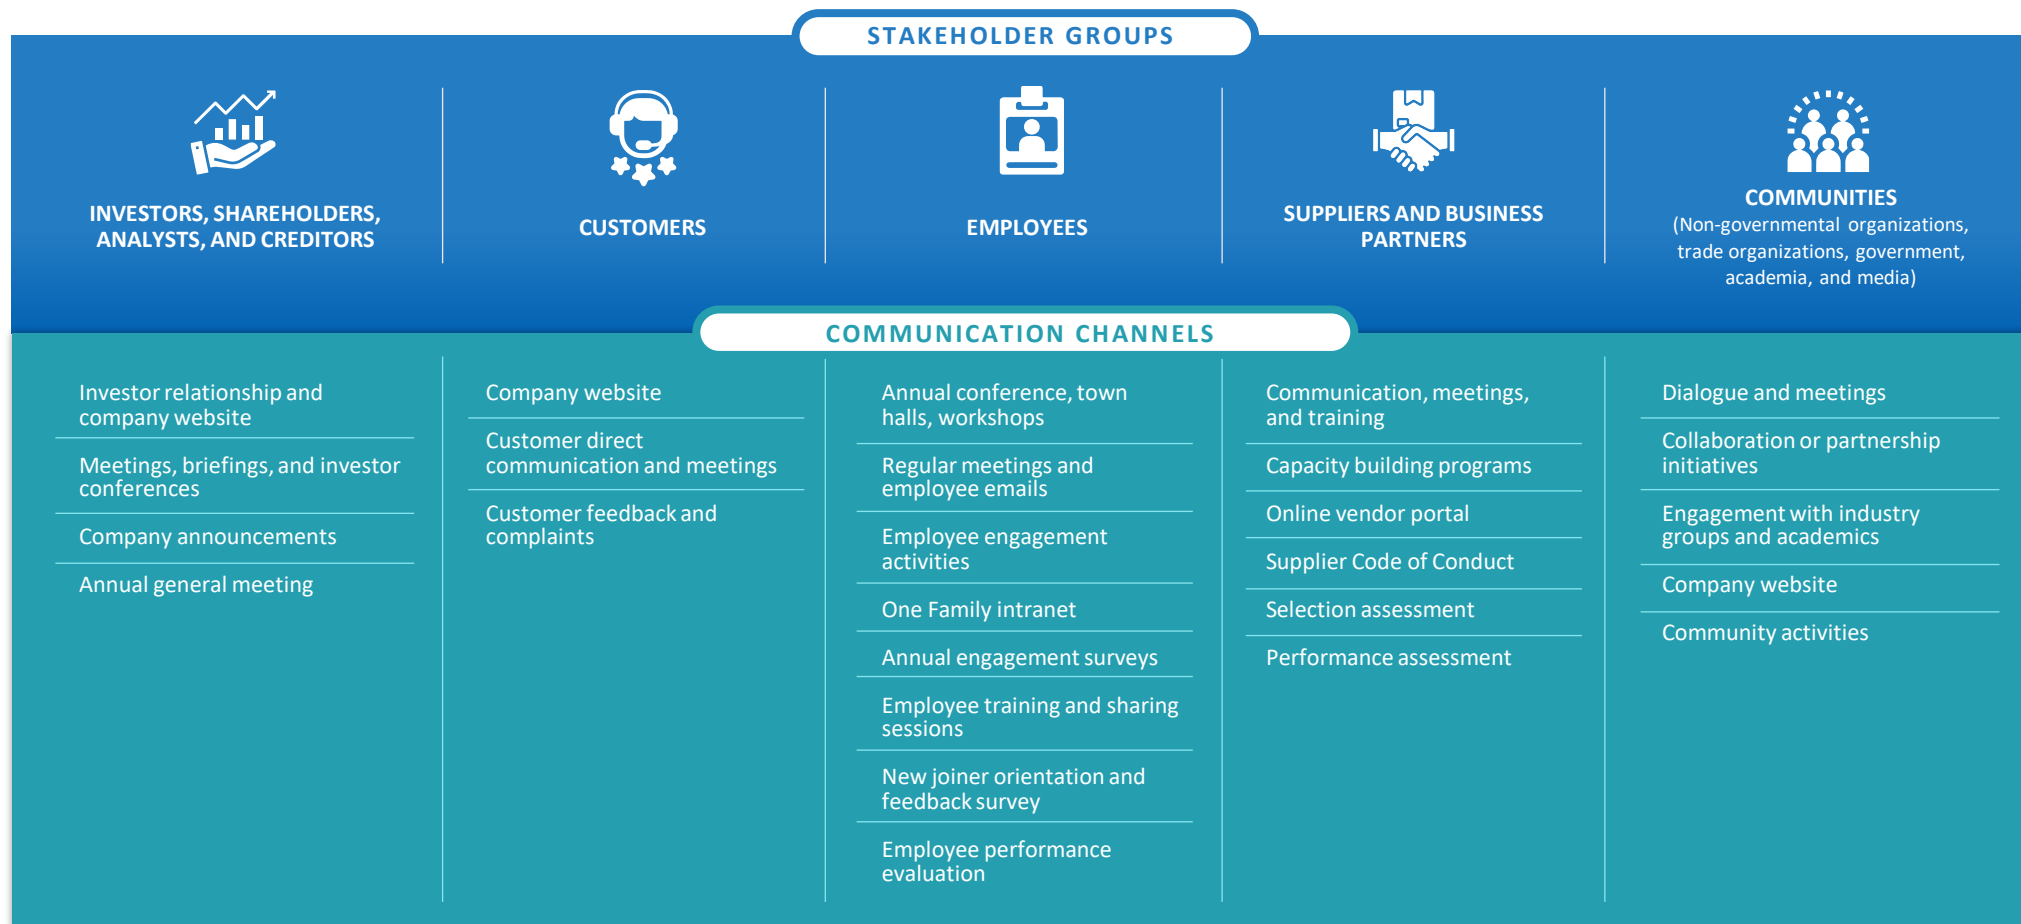 STAKEHOLDER GROUPS
INVESTORS, SHAREHOLDERS,
ANALYSTS, AND CREDITORS
CUSTOMERS
EMPLOYEES
SUPPLIERS AND BUSINESS
PARTNERS
COMMUNITIES
(Non-governmental organizations,
trade organizations, government,
academia, and media)
COMMUNICATION CHANNELS
Investor relationship and
company website
Meetings, briefings, and investor
conferences
Company announcements
Annual general meeting
Company website
Customer direct
communication and meetings
Customer feedback and
complaints
Annual conference, town
halls, workshops
Regular meetings and
employee emails
Employee engagement
activities
One Family intranet
Annual engagement surveys
Employee training and sharing
sessions
New joiner orientation and
feedback survey
Employee performance
evaluation
Communication, meetings,
and training
Capacity building programs
Online vendor portal
Supplier Code of Conduct
Selection assessment
Performance assessment
Dialogue and meetings
Collaboration or partnership
initiatives
Engagement with industry
groups and academics
Company website
Community activities